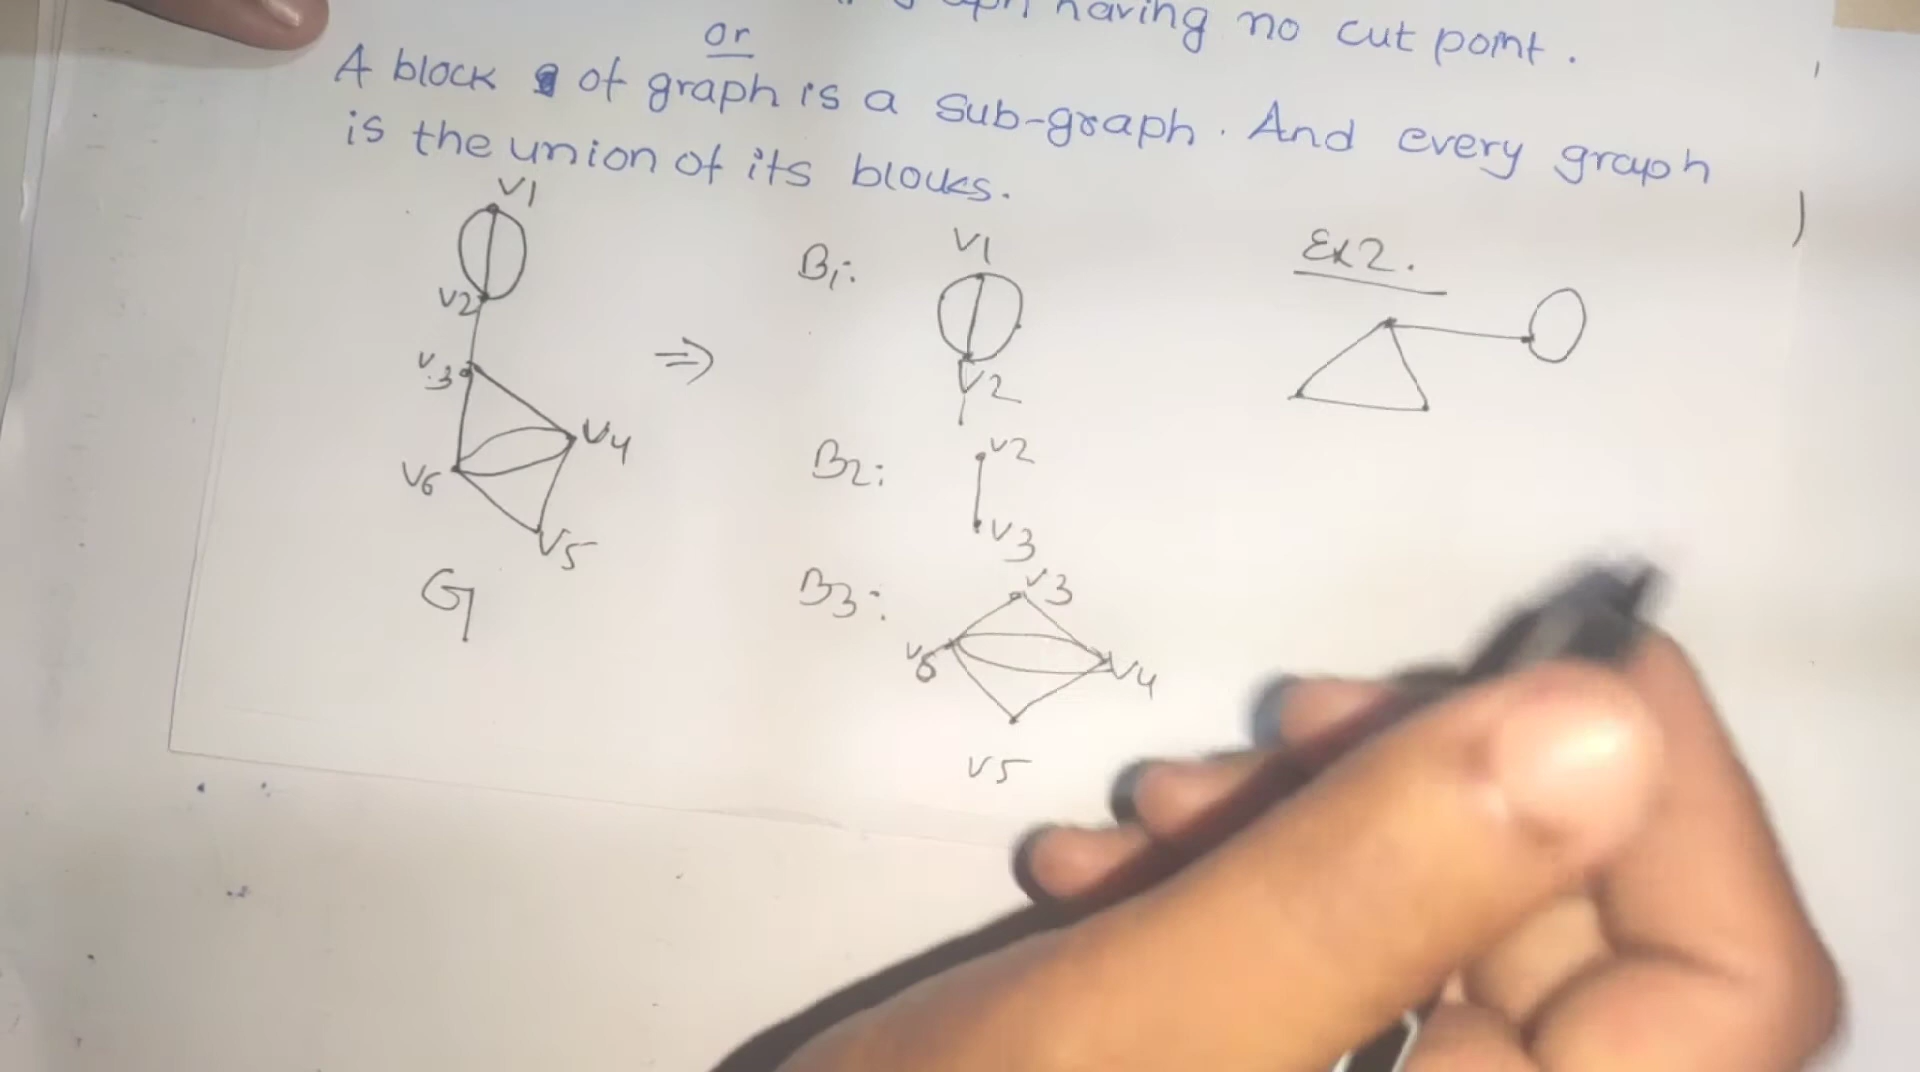 graph having no cut point.
or
A block of graph is a sub-graph. And every graph
is the union of its blocks.
V1
V2
V3
V4
V6
V5
G
⇒
B1:
V1
V2
B2:
V2
V3
B3:
V3
V6
V4
V5
Ex2.